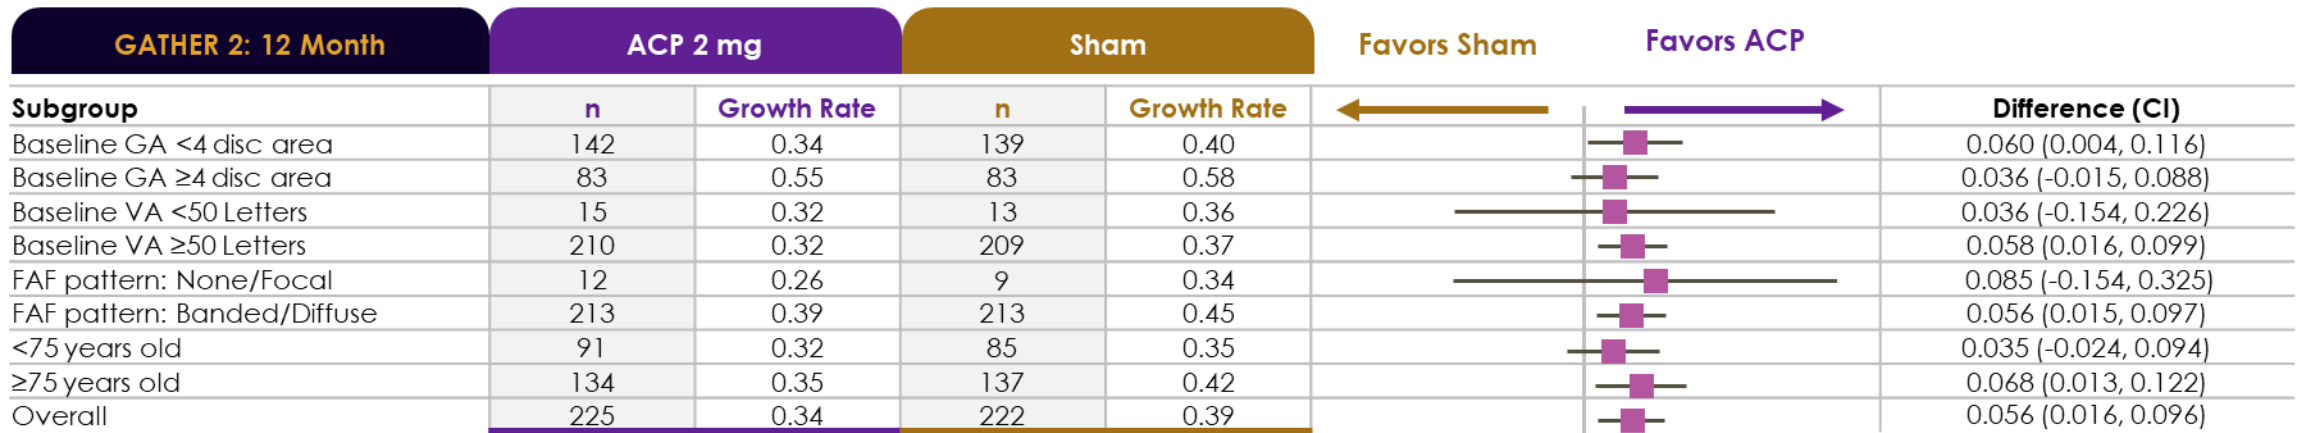 GATHER 2: 12 Month ACP 2 mg Sham Favors Sham Favors ACP
Subgroup n Growth Rate n Growth Rate Difference (CI)
Baseline GA <4 disc area 142 0.34 139 0.40 0.060 (0.004, 0.116)
Baseline GA ≥4 disc area 83 0.55 83 0.58 0.036 (-0.015, 0.088)
Baseline VA <50 Letters 15 0.32 13 0.36 0.036 (-0.154, 0.226)
Baseline VA ≥50 Letters 210 0.32 209 0.37 0.058 (0.016, 0.099)
FAF pattern: None/Focal 12 0.26 9 0.34 0.085 (-0.154, 0.325)
FAF pattern: Banded/Diffuse 213 0.39 213 0.45 0.056 (0.015, 0.097)
<75 years old 91 0.32 85 0.35 0.035 (-0.024, 0.094)
≥75 years old 134 0.35 137 0.42 0.068 (0.013, 0.122)
Overall 225 0.34 222 0.39 0.056 (0.016, 0.096)